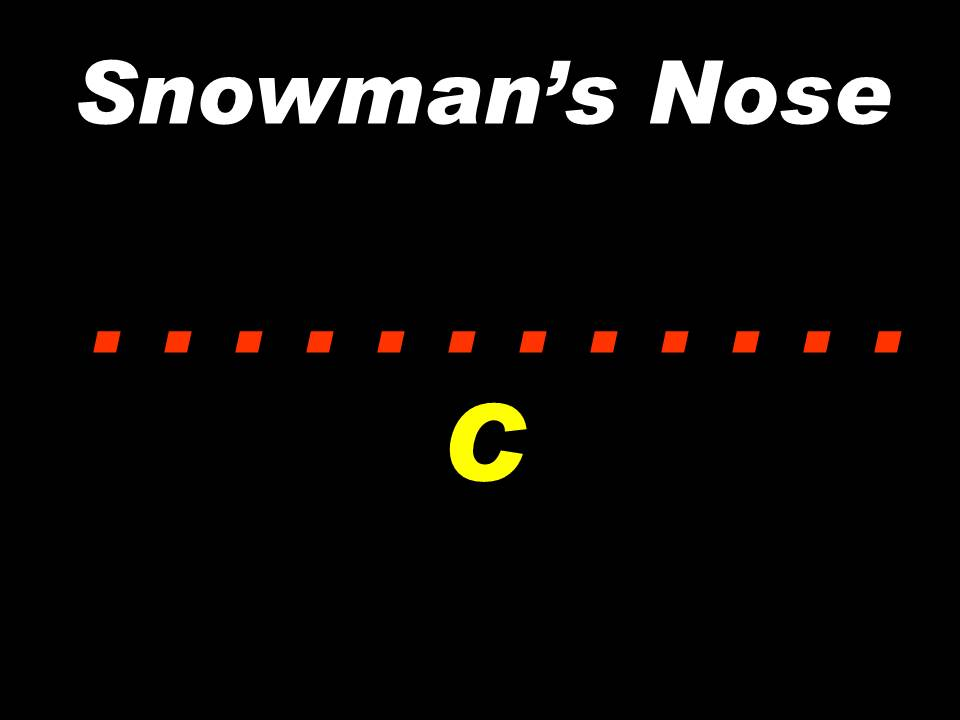 Snowman’s Nose
. . . . . . . . . . . .
C